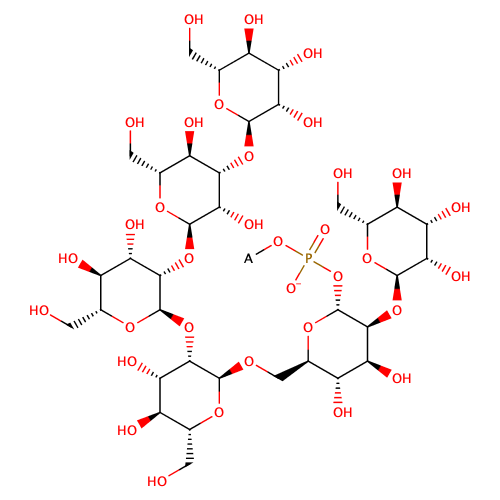 OH OH
OH
O OH
OH OH O
OH OH OH
O OH O OH
OH A O P O OH
HO O O⁻ O O OH
HO O O O
HO O OH
HO O OH OH
HO O
HO